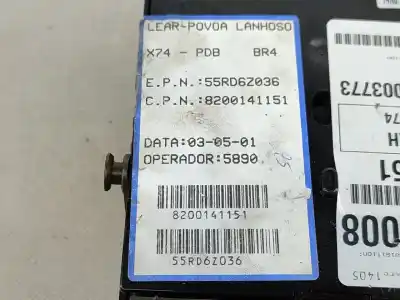 LEAR-POVOA LANHOSO
X74 - PDB BR4
E.P.N.:55RD6Z036
C.P.N.:8200141151
DATA:03-05-01
OPERADOR:5890
8200141151
55RD6Z036
003773
74
KH
51
008
1405